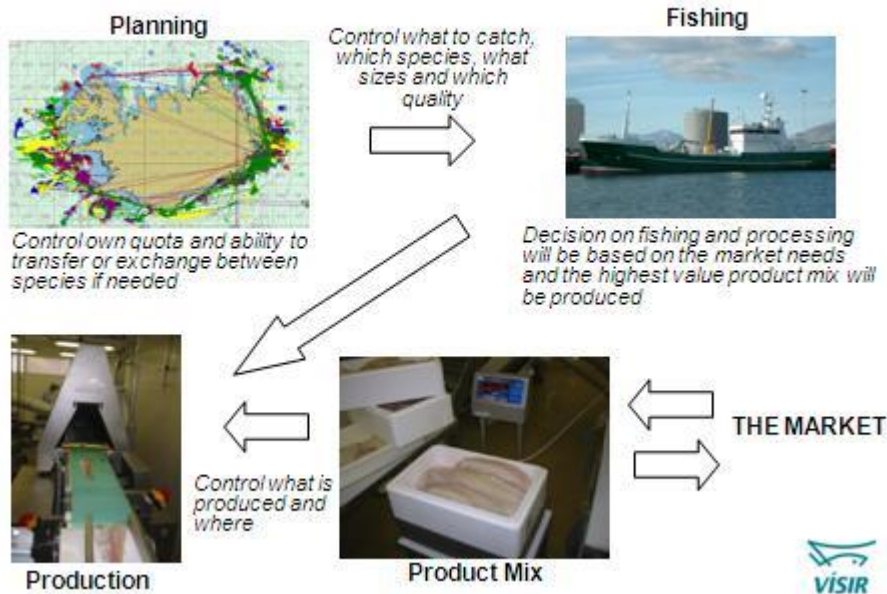 Planning
Control what to catch,
which species, what
sizes and which
quality
Fishing
Control own quota and ability to
transfer or exchange between
species if needed
Decision on fishing and processing
will be based on the market needs
and the highest value product mix will
be produced
THE MARKET
Control what is
produced and
where
Production
Product Mix
VÍSIR